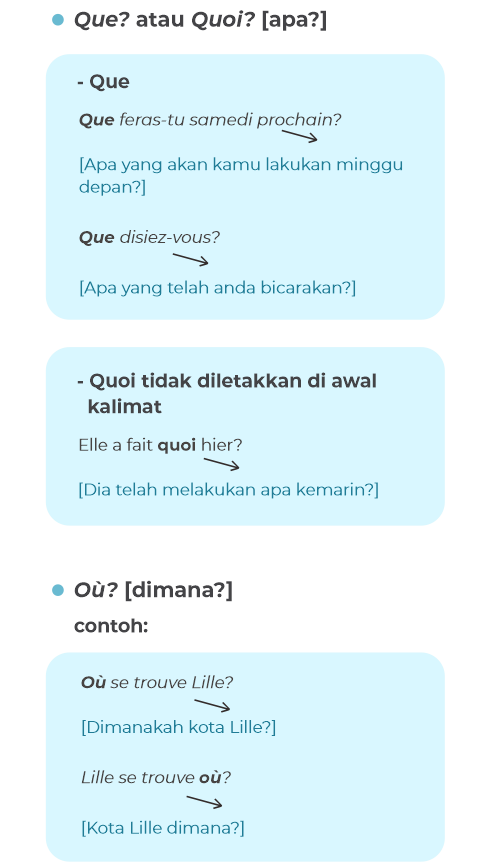 Que? atau Quoi? [apa?]
- Que
Que feras-tu samedi prochain?
[Apa yang akan kamu lakukan minggu
depan?]
Que disiez-vous?
[Apa yang telah anda bicarakan?]
- Quoi tidak diletakkan di awal
kalimat
Elle a fait quoi hier?
[Dia telah melakukan apa kemarin?]
Où? [dimana?]
contoh:
Où se trouve Lille?
[Dimanakah kota Lille?]
Lille se trouve où?
[Kota Lille dimana?]